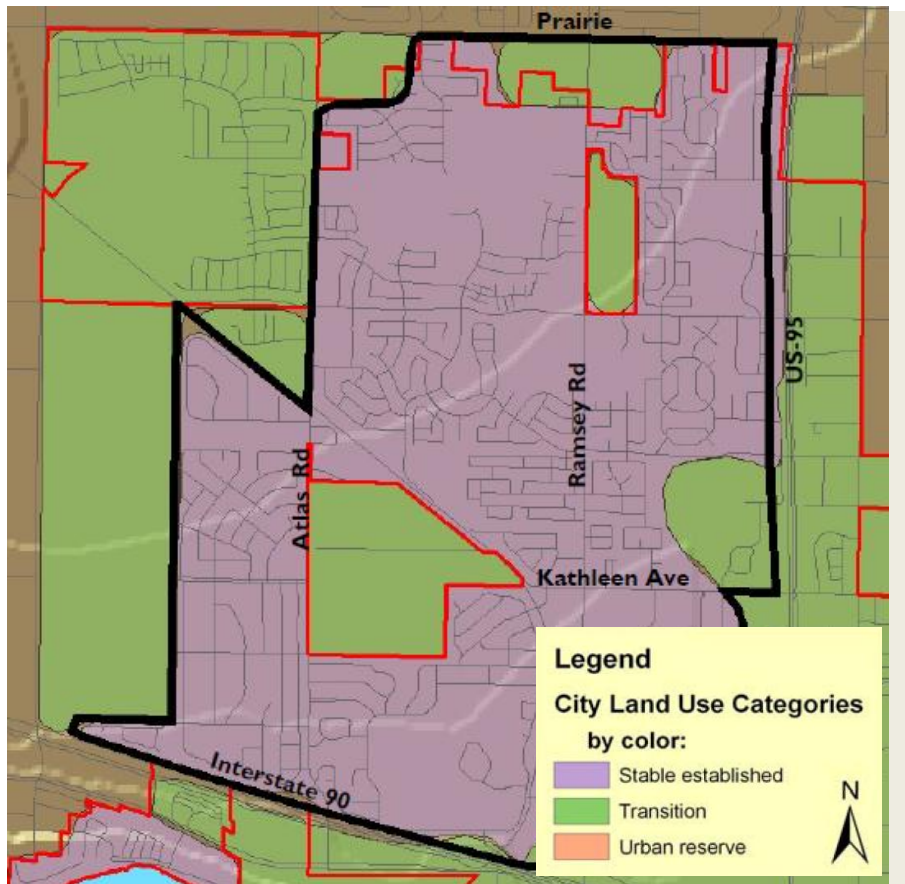 Prairie
US-95
Ramsey Rd
Atlas Rd
Kathleen Ave
Interstate 90
Legend
City Land Use Categories
by color:
Stable established
Transition
Urban reserve
N